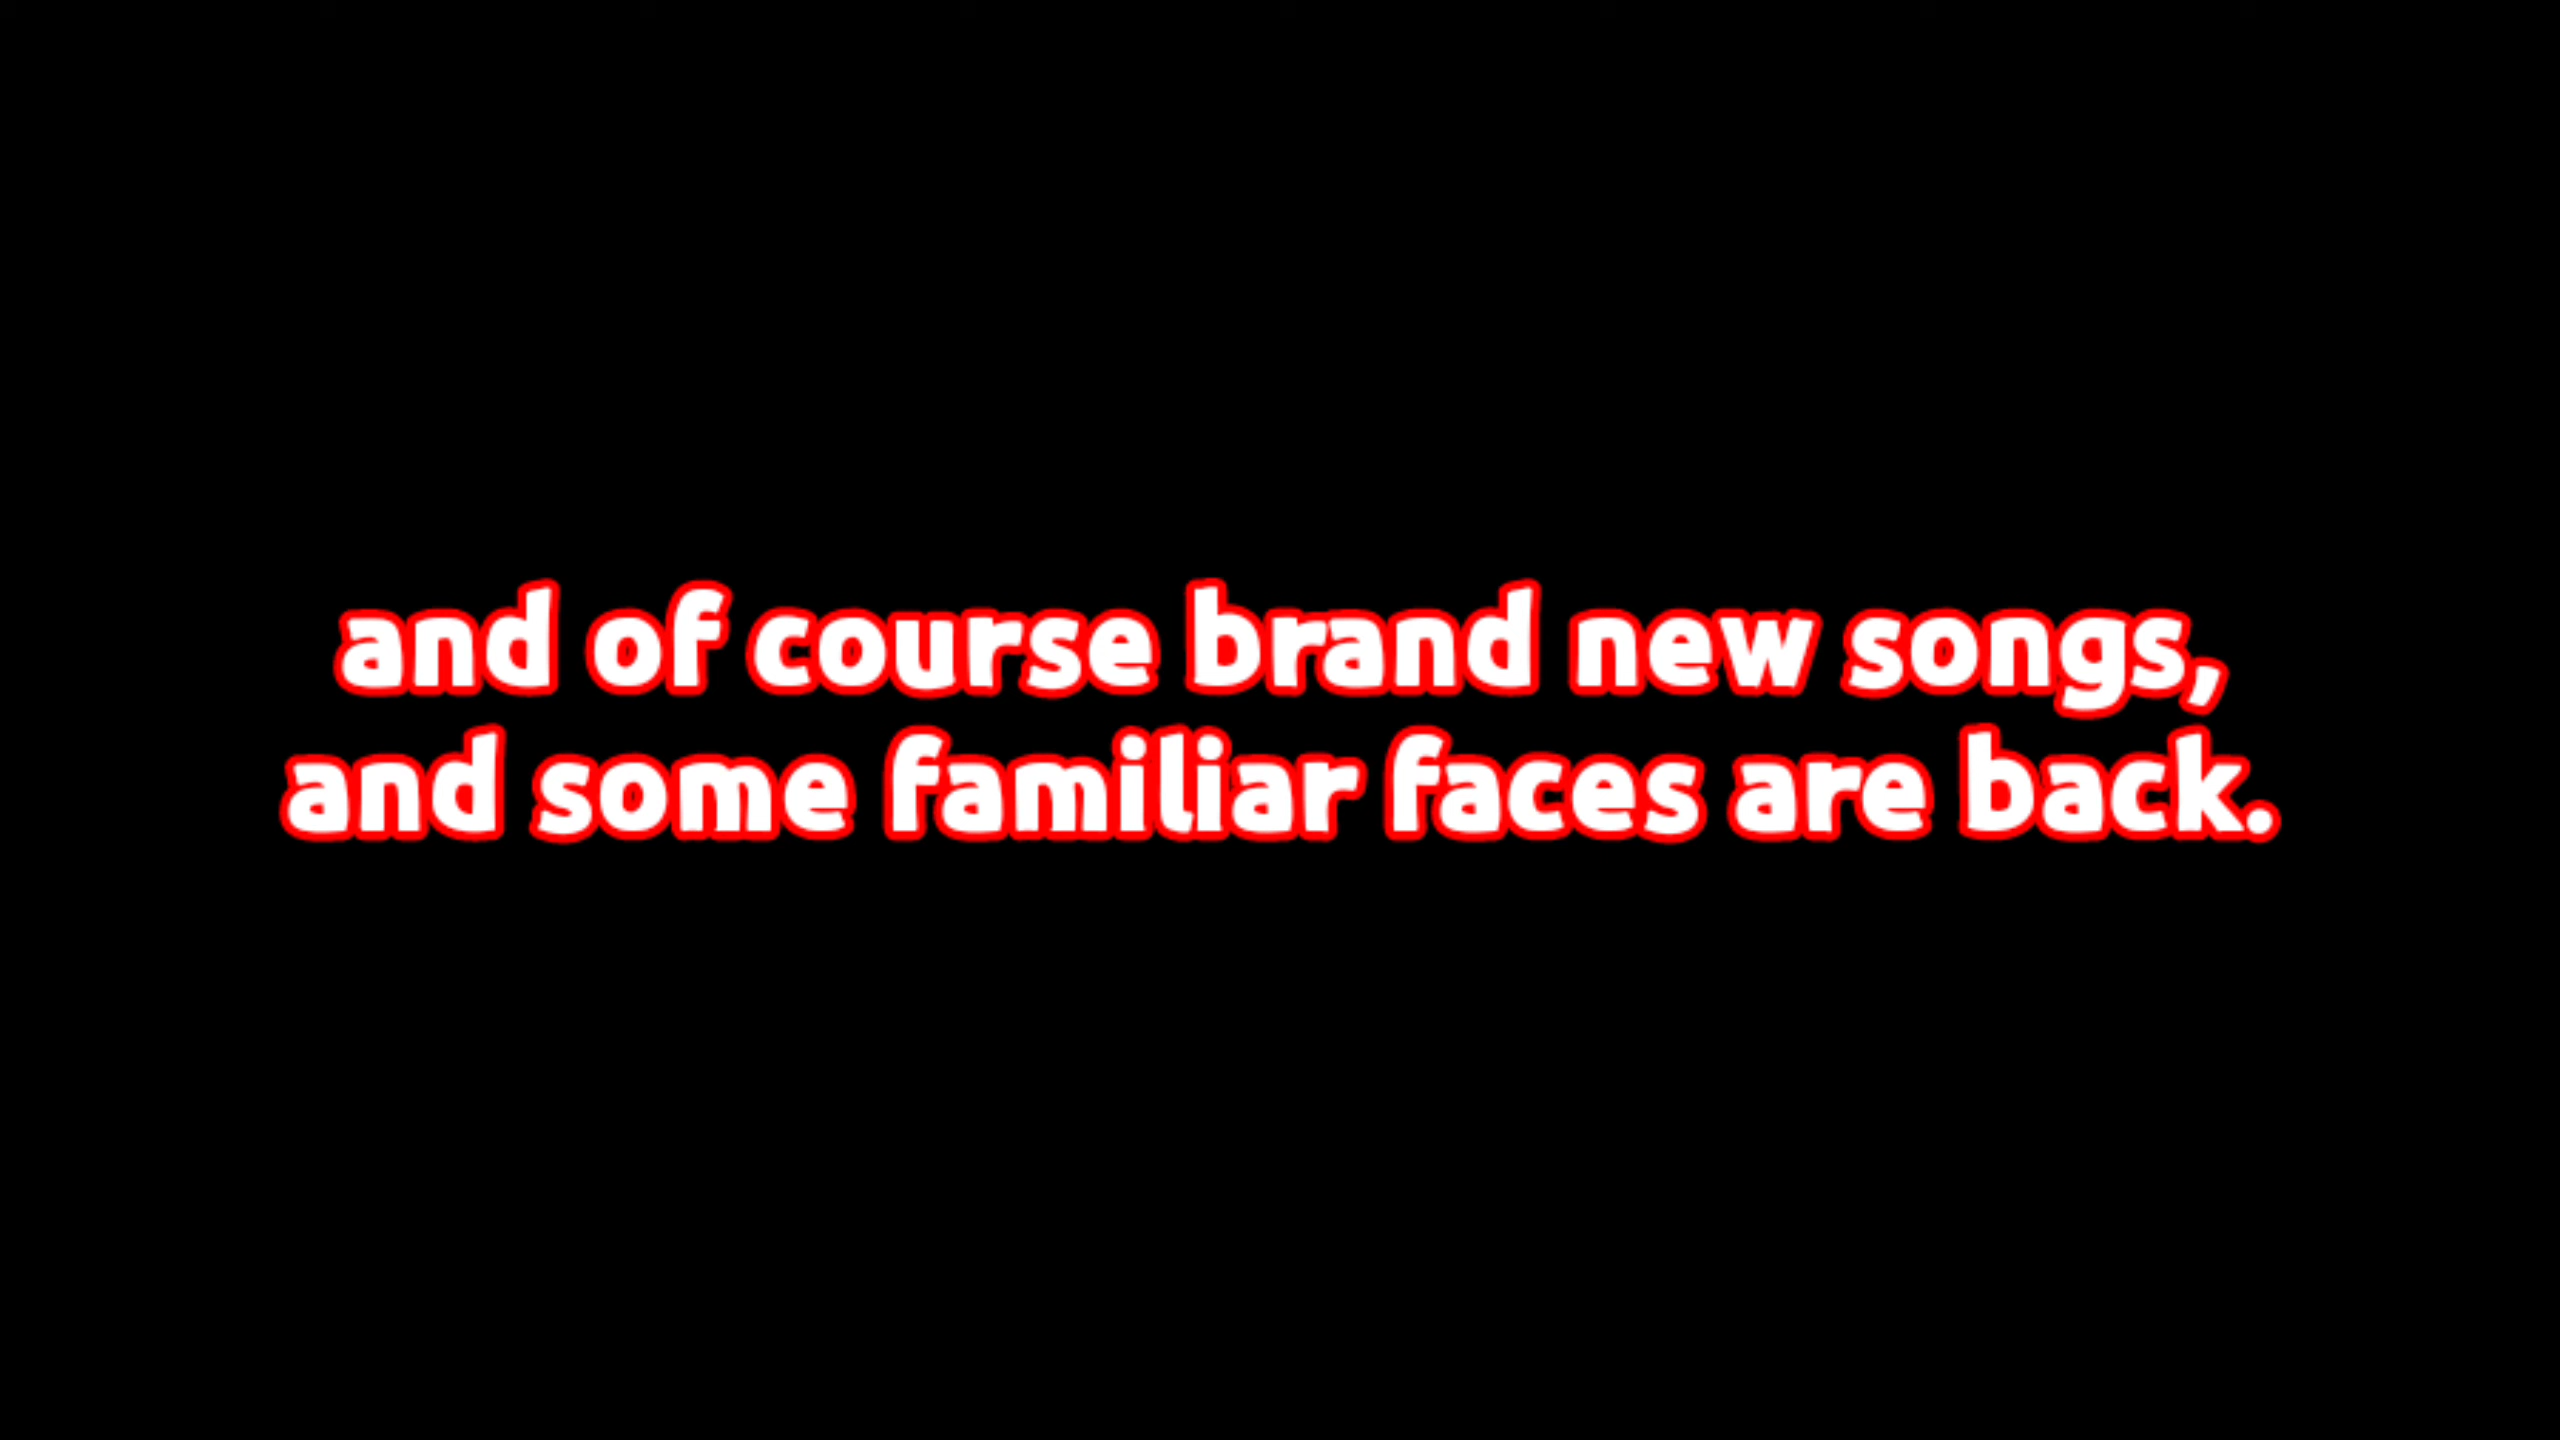 and of course brand new songs,
and some familiar faces are back.